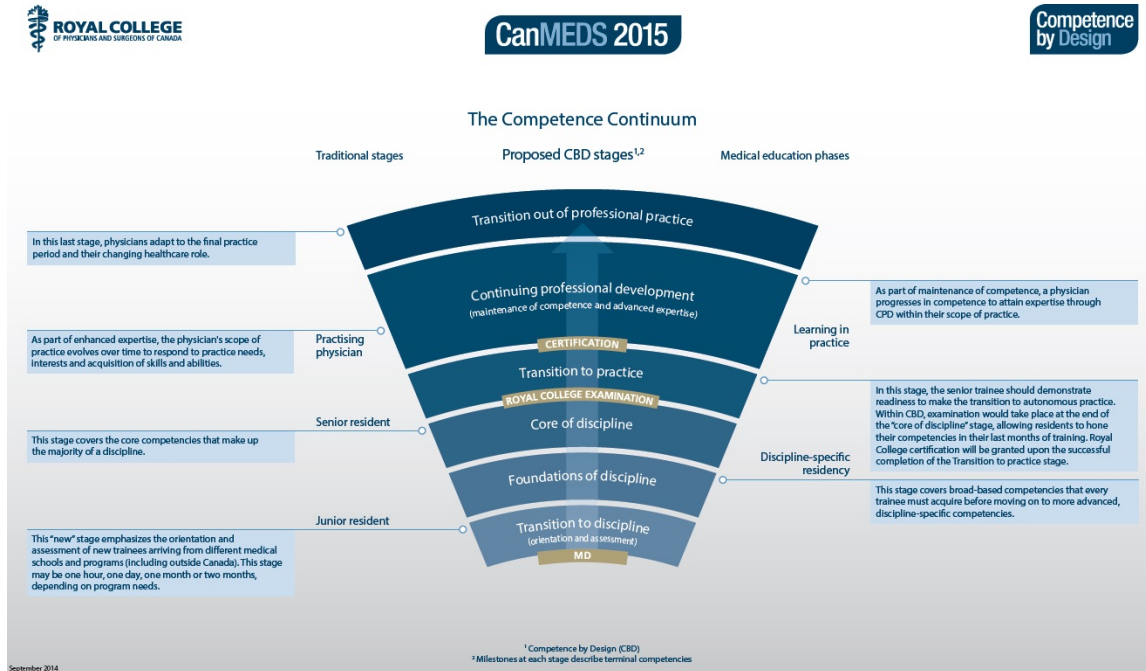 ROYAL COLLEGE
OF PHYSICIANS AND SURGEONS OF CANADA
CanMEDS 2015
Competence
by Design
The Competence Continuum
Traditional stages
Proposed CBD stages1,2
Medical education phases
Transition out of professional practice
In this last stage, physicians adapt to the final practice
period and their changing healthcare role.
Continuing professional development
(maintenance of competence and advanced expertise)
As part of maintenance of competence, a physician
progresses in competence to attain expertise through
CPD within their scope of practice.
As part of enhanced expertise, the physician's scope of
practice evolves over time to respond to practice needs,
interests and acquisition of skills and abilities.
Practising
physician
Learning in
practice
CERTIFICATION
Transition to practice
In this stage, the senior trainee should demonstrate
readiness to make the transition to autonomous practice.
Within CBD, examination would take place at the end of
the "core of discipline" stage, allowing residents to hone
their competencies in their last months of training. Royal
College certification will be granted upon the successful
completion of the Transition to practice stage.
ROYAL COLLEGE EXAMINATION
Senior resident
Core of discipline
This stage covers the core competencies that make up
the majority of a discipline.
Discipline-specific
residency
Foundations of discipline
This stage covers broad-based competencies that every
trainee must acquire before moving on to more advanced,
discipline-specific competencies.
Junior resident
Transition to discipline
(orientation and assessment)
MD
This "new" stage emphasizes the orientation and
assessment of new trainees arriving from different medical
schools and programs (including outside Canada). This stage
may be one hour, one day, one month or two months,
depending on program needs.
1 Competence by Design (CBD)
2 Milestones at each stage describe terminal competencies
September 2014